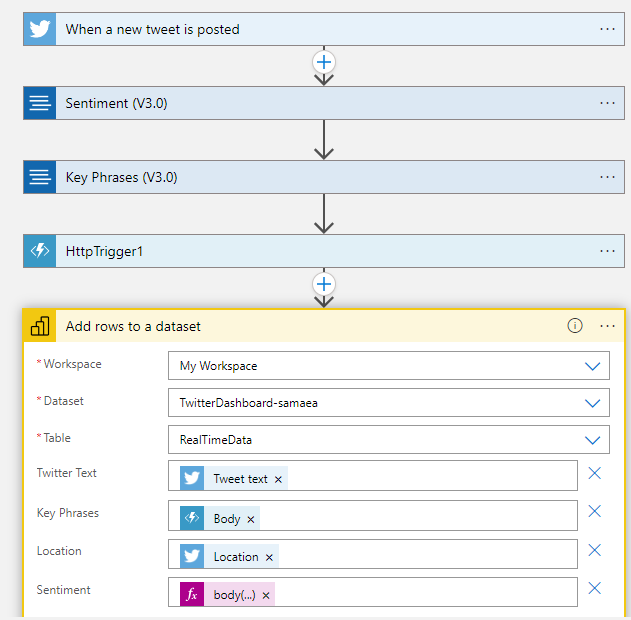 When a new tweet is posted
Sentiment (V3.0)
Key Phrases (V3.0)
HttpTrigger1
Add rows to a dataset
* Workspace My Workspace
* Dataset TwitterDashboard-samaea
* Table RealTimeData
Twitter Text Tweet text ×
Key Phrases Body ×
Location Location ×
Sentiment fx body(...) ×